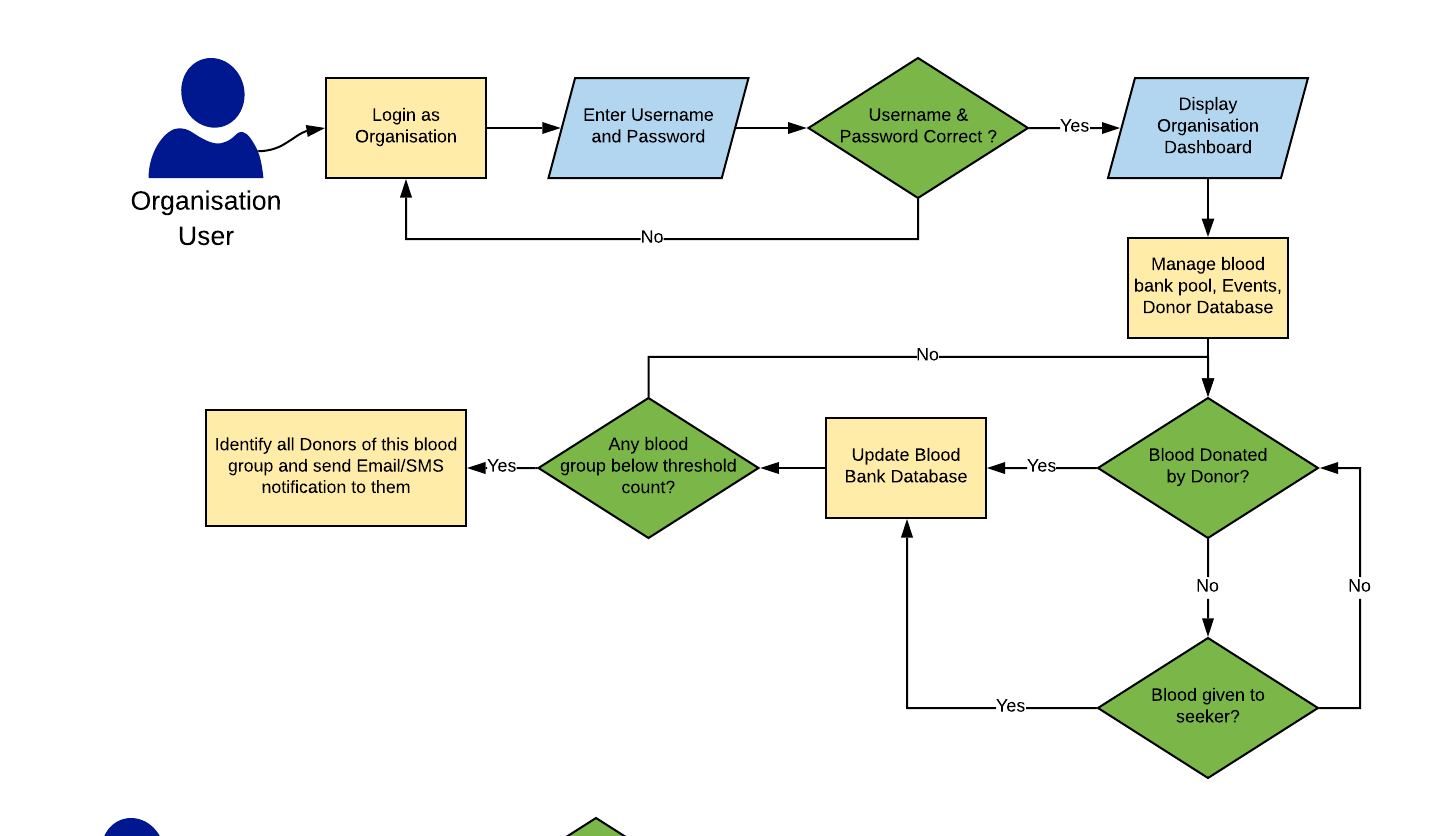 Login as
Organisation
Enter Username
and Password
Username &
Password Correct ?
Yes
Display
Organisation
Dashboard
Organisation
User
No
Manage blood
bank pool, Events,
Donor Database
No
Identify all Donors of this blood
group and send Email/SMS
notification to them
Yes
Any blood
group below threshold
count?
Update Blood
Bank Database
Yes
Blood Donated
by Donor?
No
No
Yes
Blood given to
seeker?